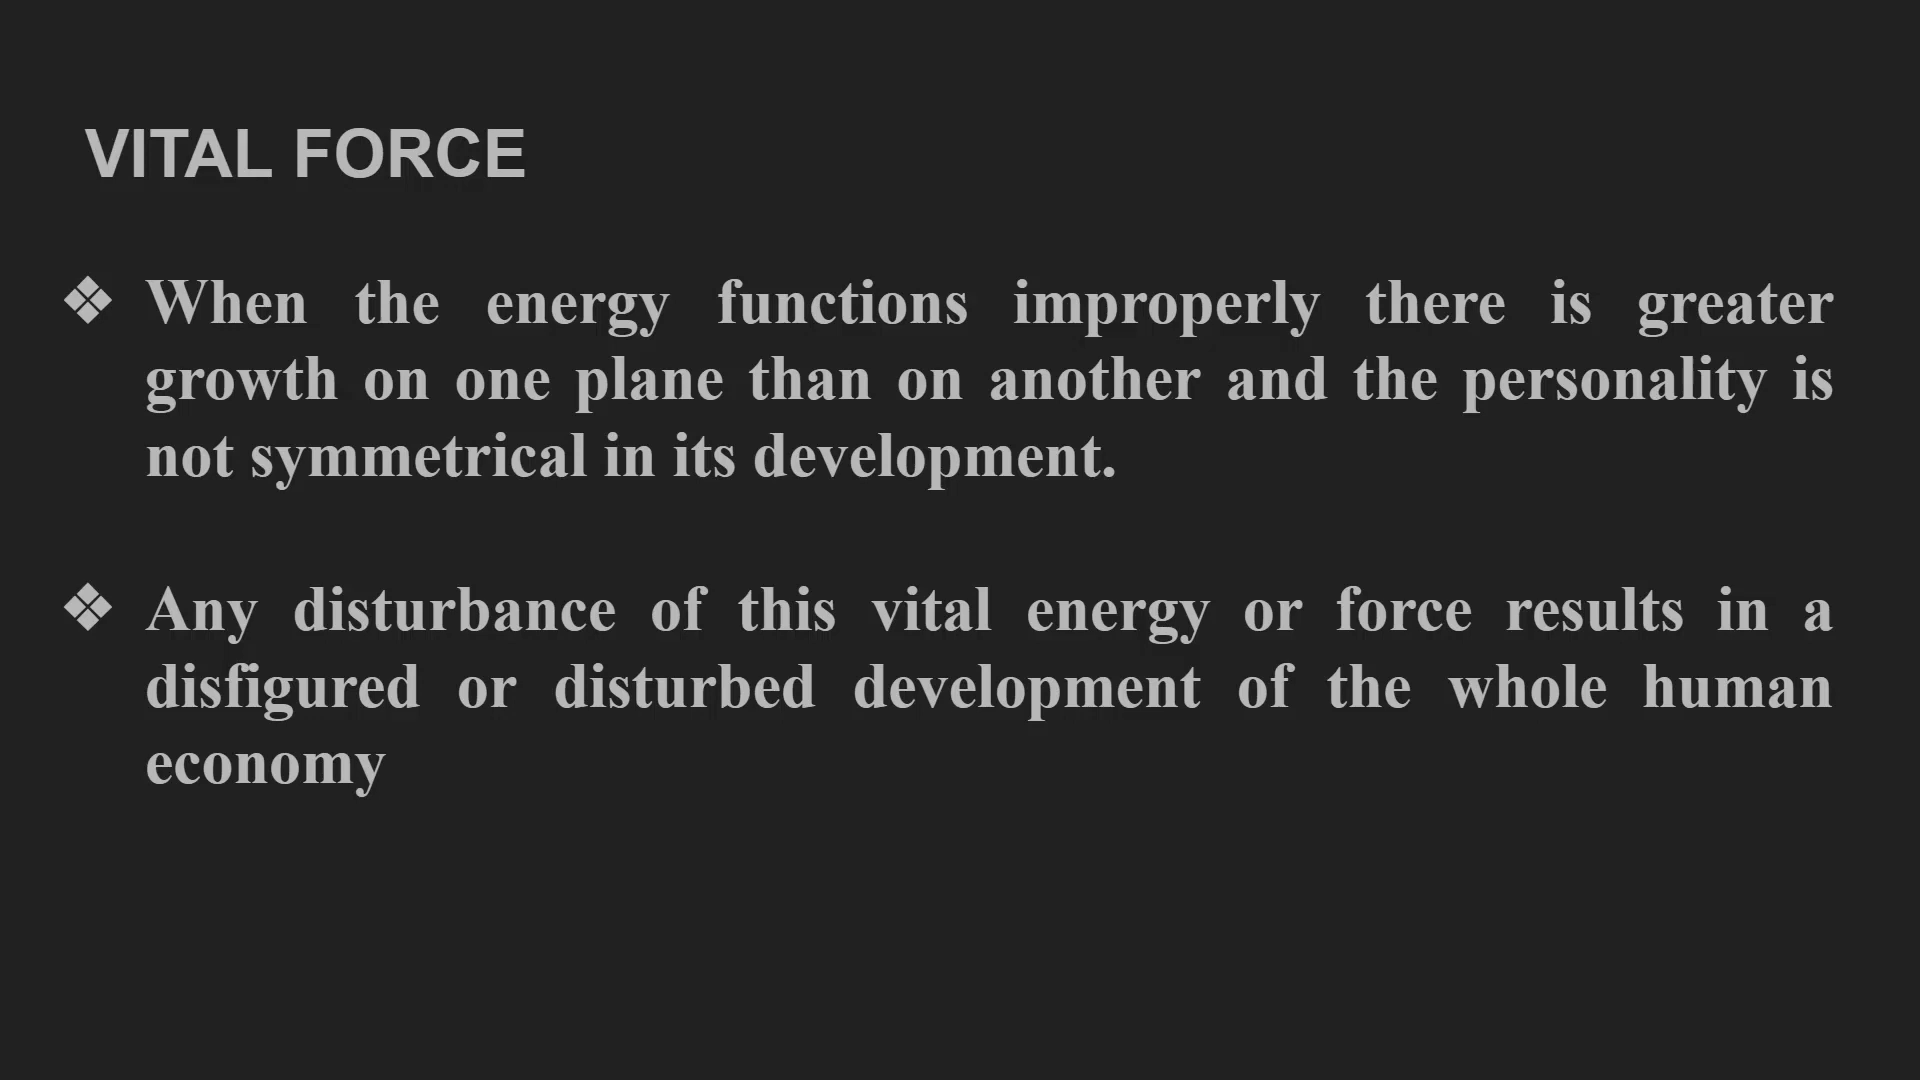 VITAL FORCE
❖ When the energy functions improperly there is greater
growth on one plane than on another and the personality is
not symmetrical in its development.
❖ Any disturbance of this vital energy or force results in a
disfigured or disturbed development of the whole human
economy